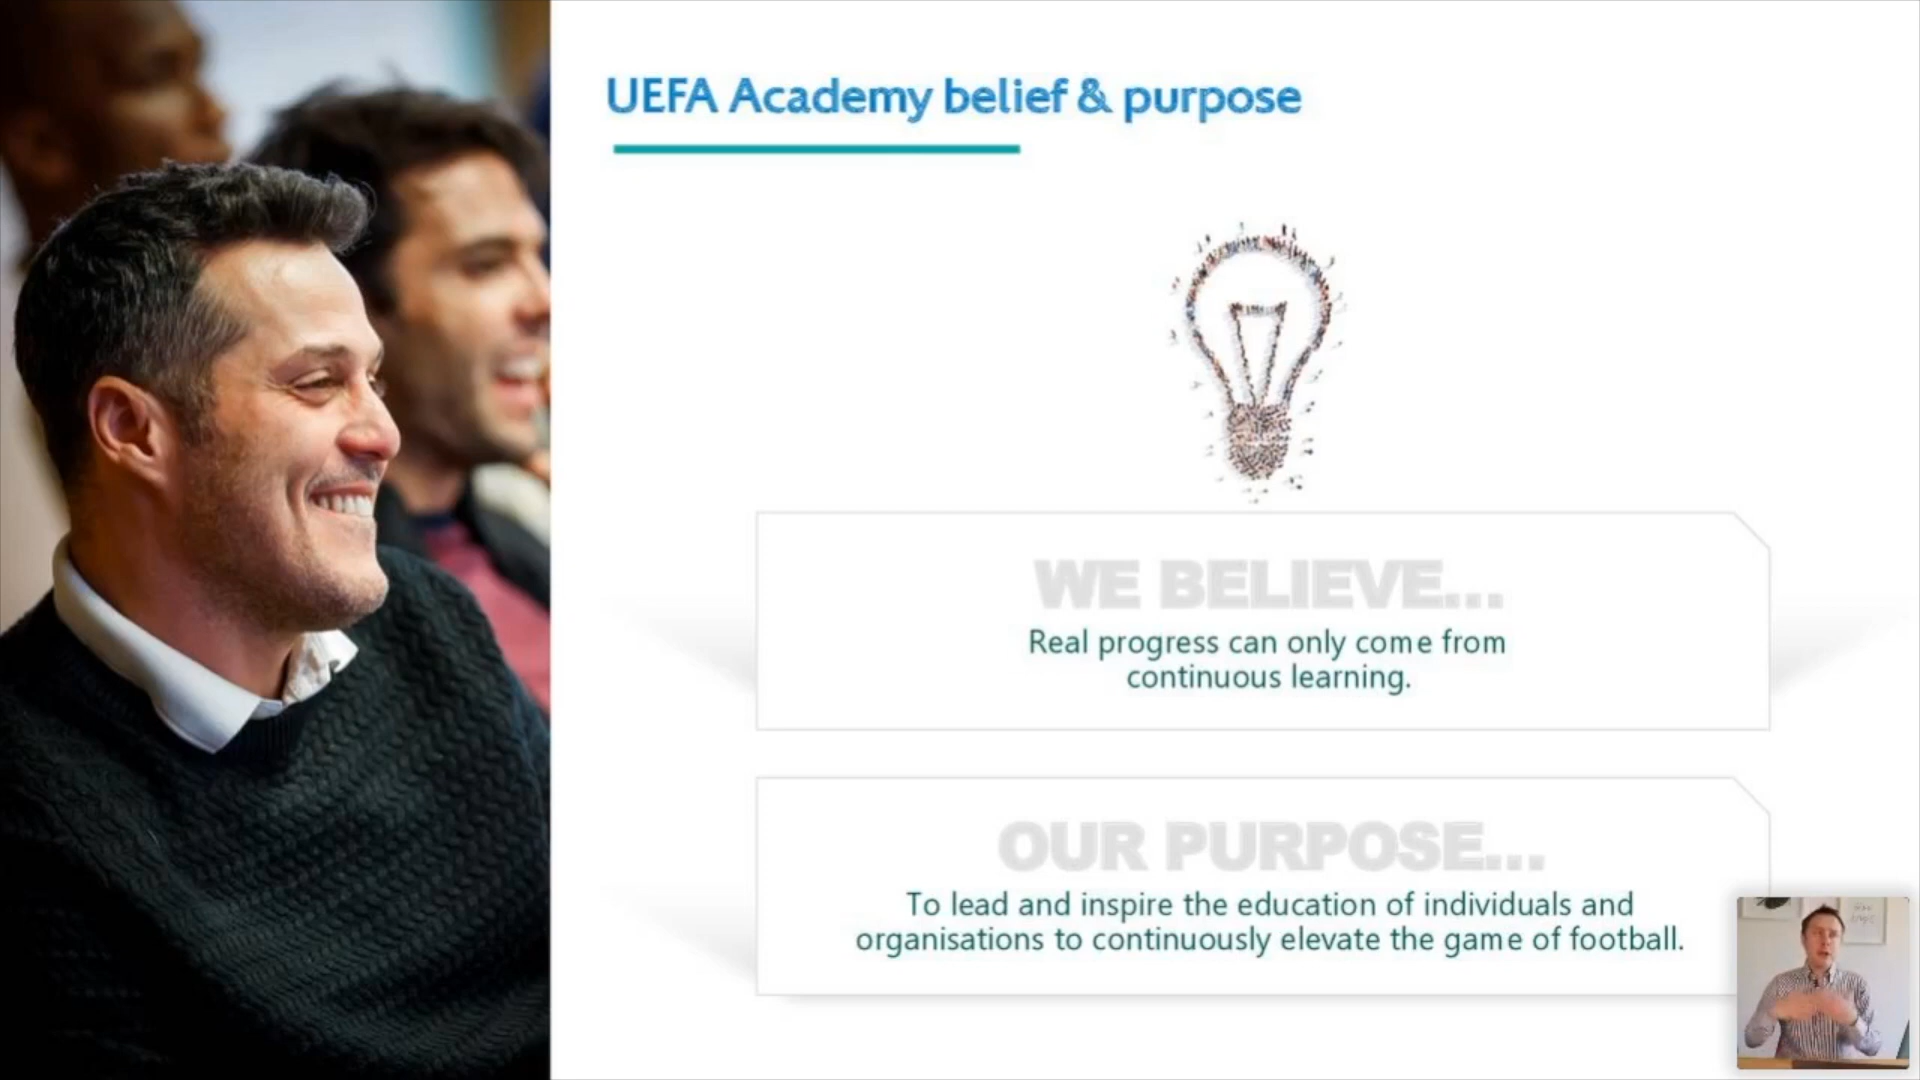 UEFA Academy belief & purpose
WE BELIEVE...
Real progress can only come from
continuous learning.
OUR PURPOSE...
To lead and inspire the education of individuals and
organisations to continuously elevate the game of football.